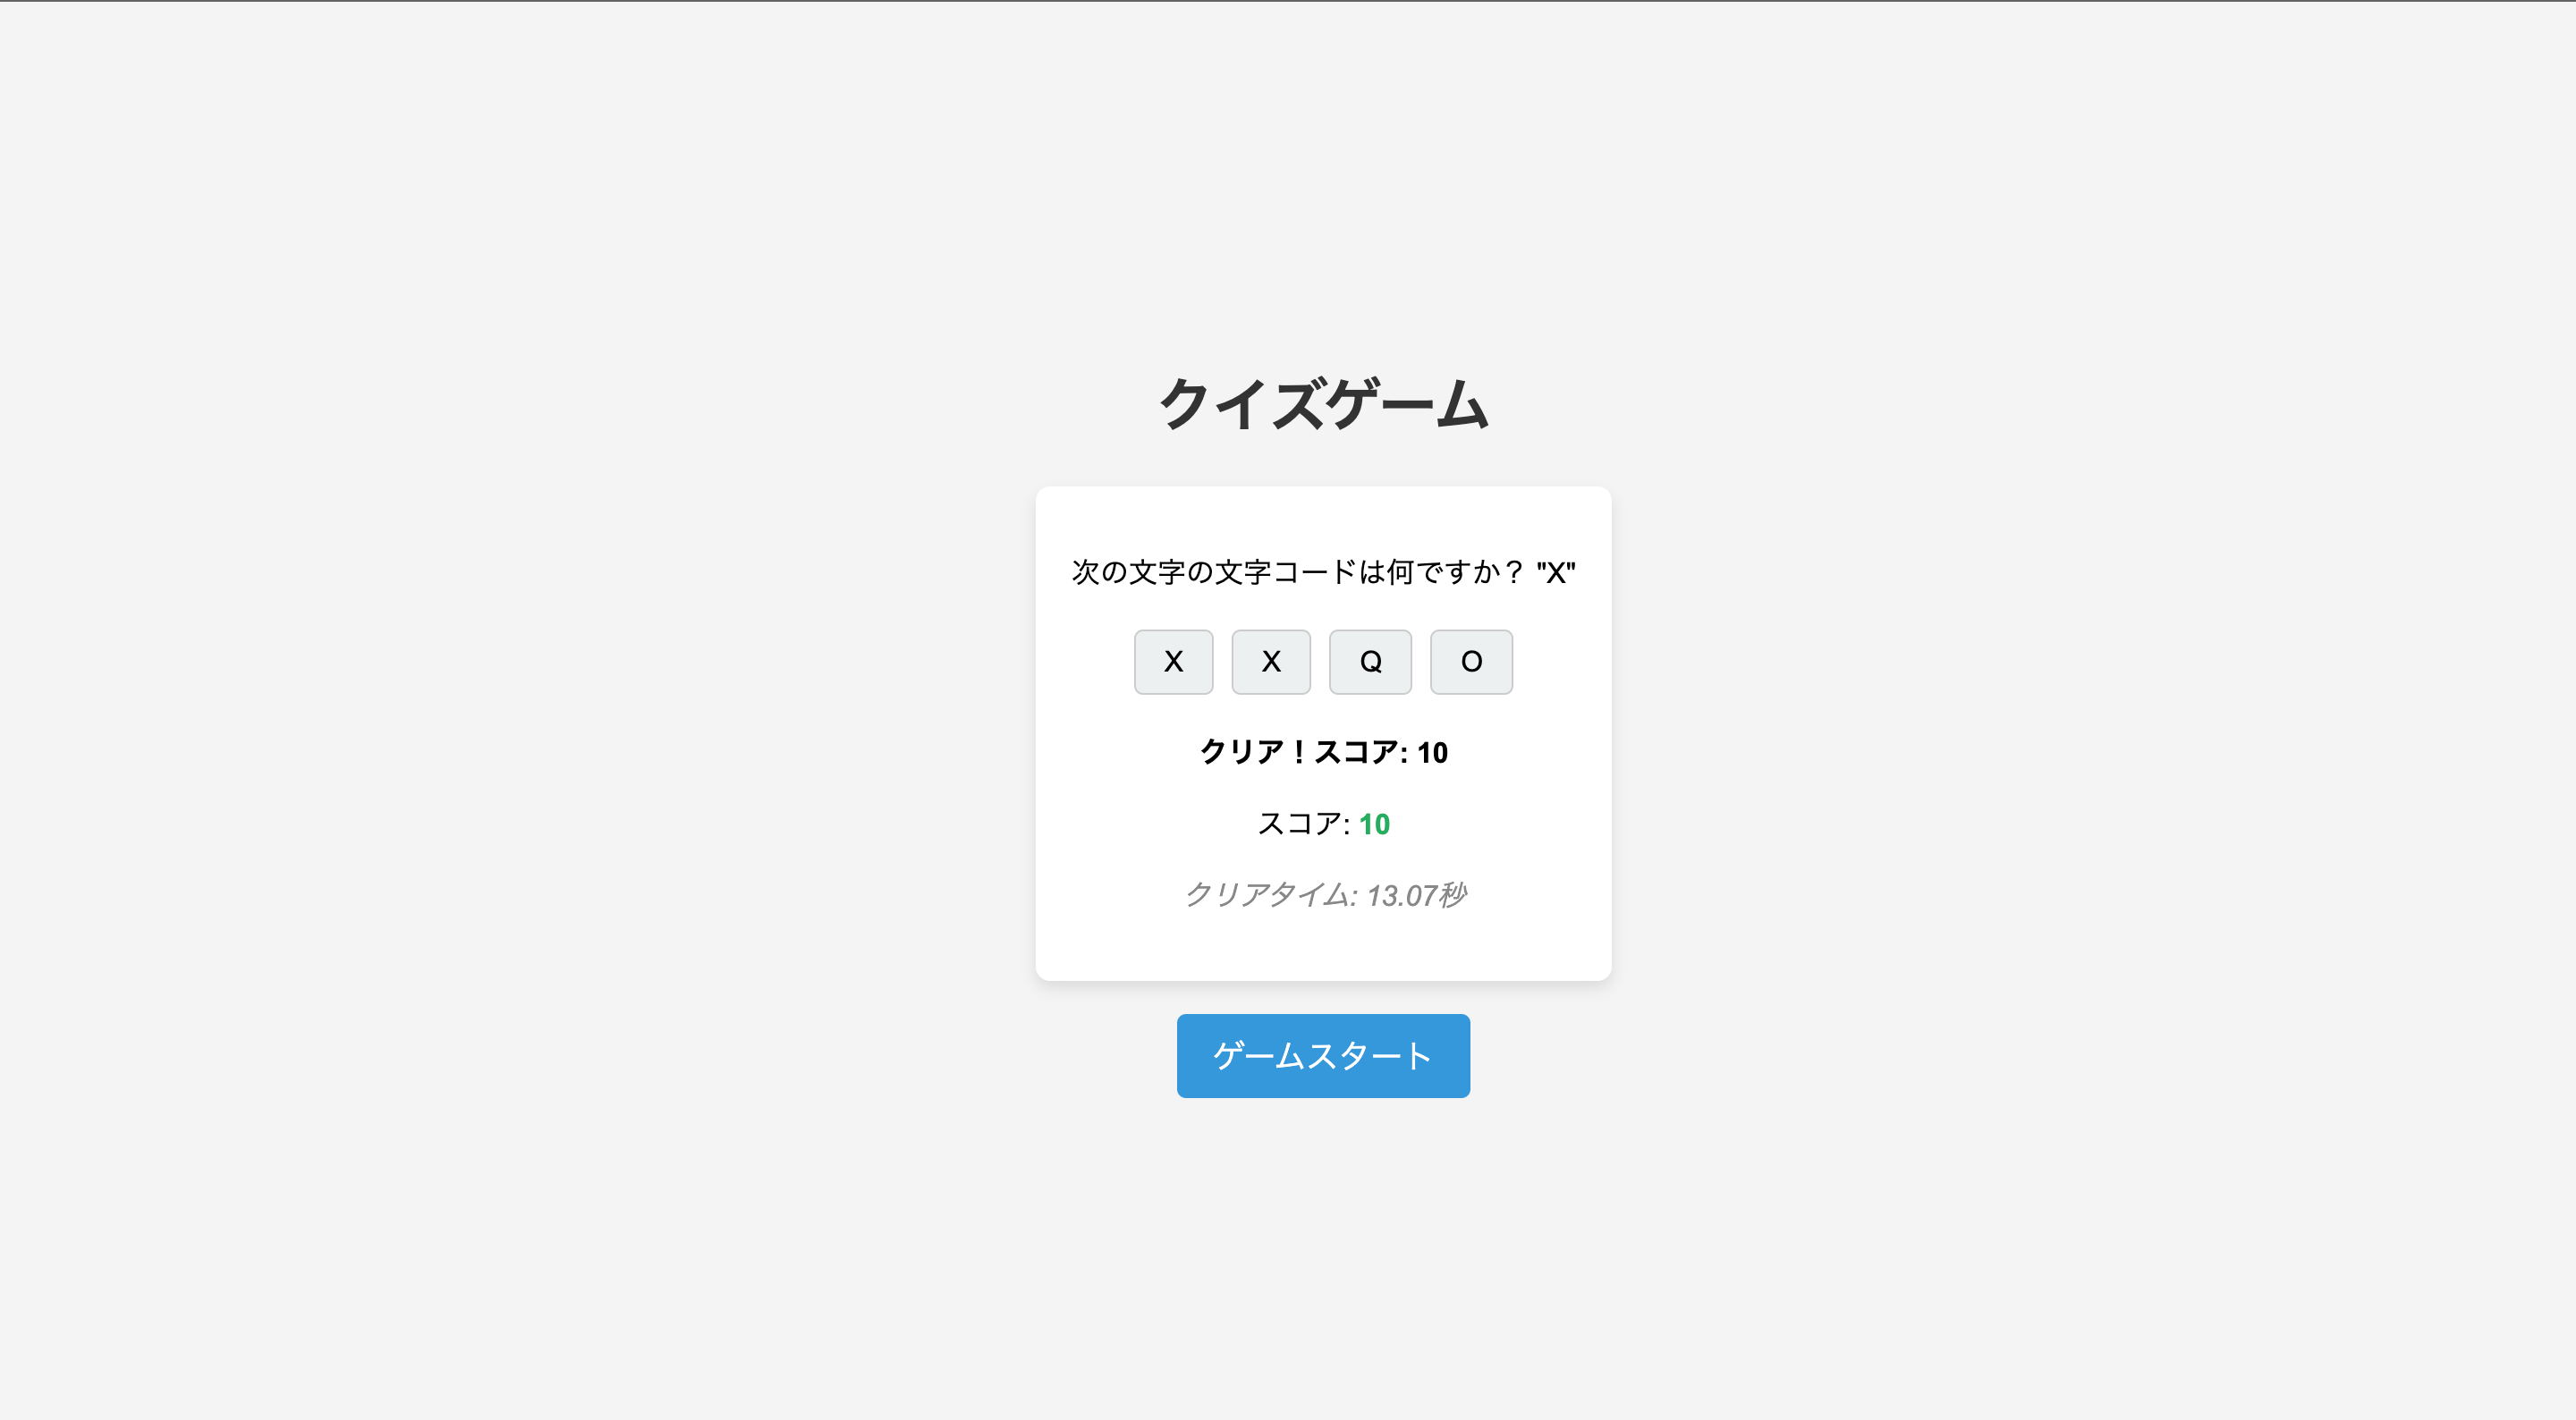 クイズゲーム
次の文字の文字コードは何ですか？ "X"
X X Q O
クリア！スコア: 10
スコア: 10
クリアタイム: 13.07秒
ゲームスタート